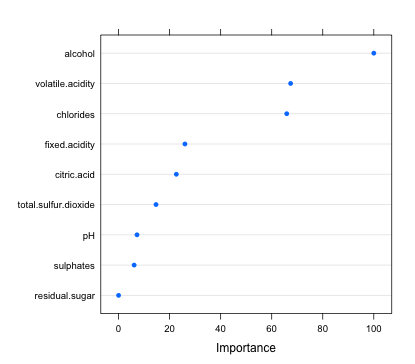 alcohol
volatile.acidity
chlorides
fixed.acidity
citric.acid
total.sulfur.dioxide
pH
sulphates
residual.sugar
0 20 40 60 80 100
Importance